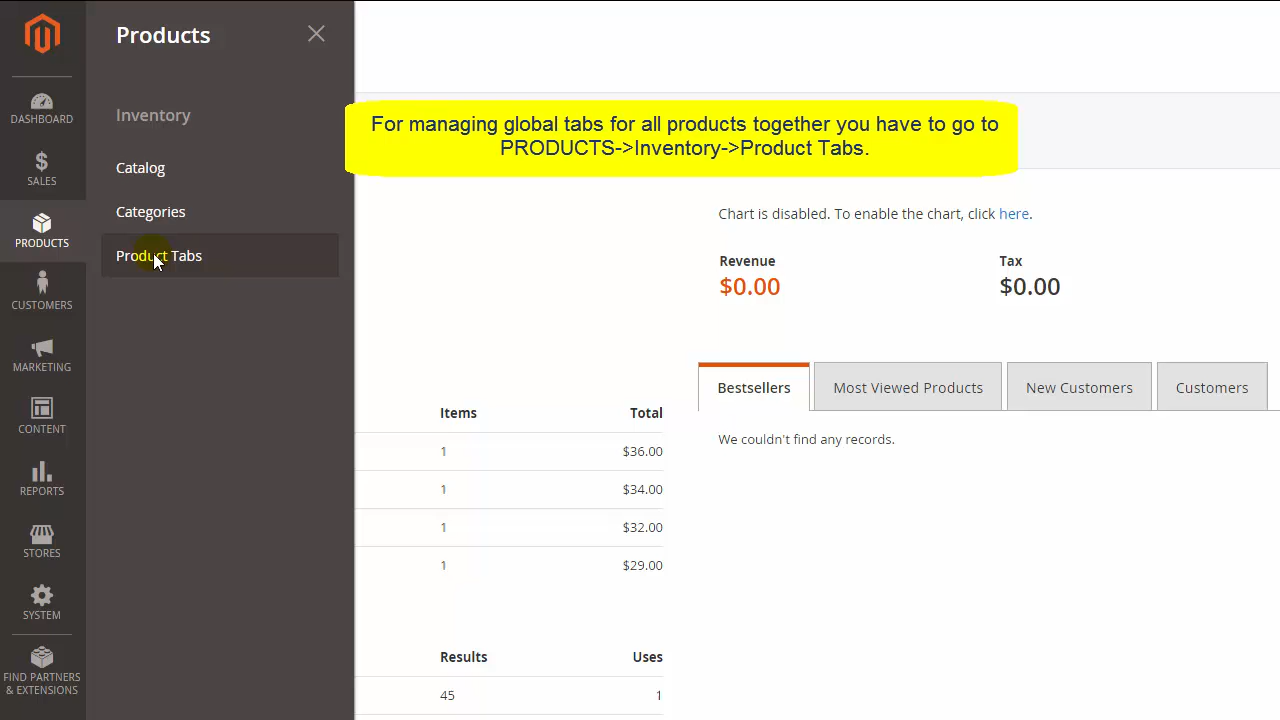 Products
Inventory
Catalog
Categories
Product Tabs
DASHBOARD
SALES
PRODUCTS
CUSTOMERS
MARKETING
CONTENT
REPORTS
STORES
SYSTEM
FIND PARTNERS
& EXTENSIONS
For managing global tabs for all products together you have to go to
PRODUCTS->Inventory->Product Tabs.
Chart is disabled. To enable the chart, click here.
Revenue Tax
$0.00 $0.00
Bestsellers Most Viewed Products New Customers Customers
We couldn't find any records.
Items Total
1 $36.00
1 $34.00
1 $32.00
1 $29.00
Results Uses
45 1